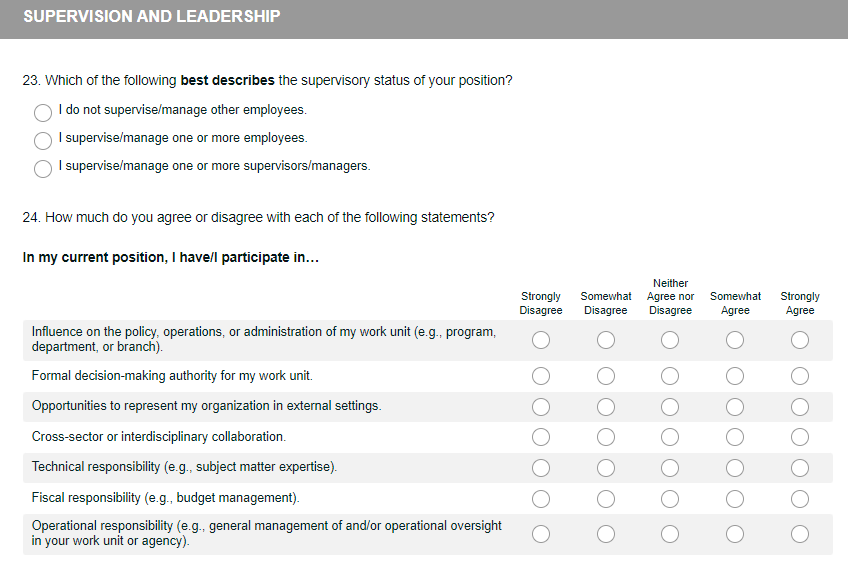 SUPERVISION AND LEADERSHIP
23. Which of the following best describes the supervisory status of your position?
I do not supervise/manage other employees.
I supervise/manage one or more employees.
I supervise/manage one or more supervisors/managers.
24. How much do you agree or disagree with each of the following statements?
In my current position, I have/I participate in...
Strongly Disagree
Somewhat Disagree
Neither Agree nor Disagree
Somewhat Agree
Strongly Agree
Influence on the policy, operations, or administration of my work unit (e.g., program,
department, or branch).
Formal decision-making authority for my work unit.
Opportunities to represent my organization in external settings.
Cross-sector or interdisciplinary collaboration.
Technical responsibility (e.g., subject matter expertise).
Fiscal responsibility (e.g., budget management).
Operational responsibility (e.g., general management of and/or operational oversight
in your work unit or agency).